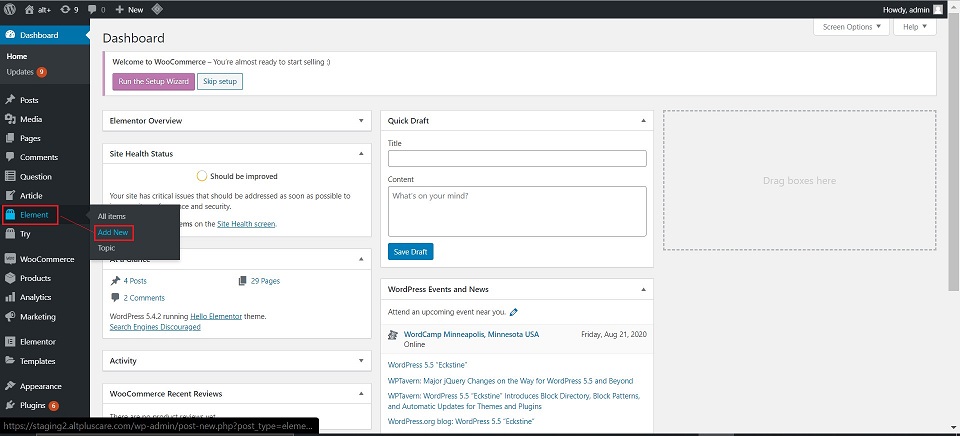 alt+ 9 0 + New Howdy, admin
Screen Options Help
Dashboard
Home
Updates 9
Posts
Media
Pages
Comments
Question
Article
Element
Try
WooCommerce
Products
Analytics
Marketing
Elementor
Templates
Appearance
Plugins 6
All items
Add New
Topic
Dashboard
Welcome to WooCommerce – You're almost ready to start selling :)
Run the Setup Wizard Skip setup
Elementor Overview
Site Health Status
Should be improved
Your site has critical issues that should be addressed as soon as possible to
and security.
on the Site Health screen.
At a Glance
4 Posts 29 Pages
2 Comments
WordPress 5.4.2 running Hello Elementor theme.
Search Engines Discouraged
Activity
WooCommerce Recent Reviews
There are no product reviews yet.
Quick Draft
Title
Content
What's on your mind?
Save Draft
WordPress Events and News
Attend an upcoming event near you.
WordCamp Minneapolis, Minnesota USA Friday, Aug 21, 2020
Online
WordPress 5.5 "Eckstine"
WPTavern: Major jQuery Changes on the Way for WordPress 5.5 and Beyond
WPTavern: WordPress 5.5 "Eckstine" Introduces Block Directory, Block Patterns,
and Automatic Updates for Themes and Plugins
WordPress.org blog: WordPress 5.5 "Eckstine"
Drag boxes here
https://staging2.altpluscare.com/wp-admin/post-new.php?post_type=eleme...